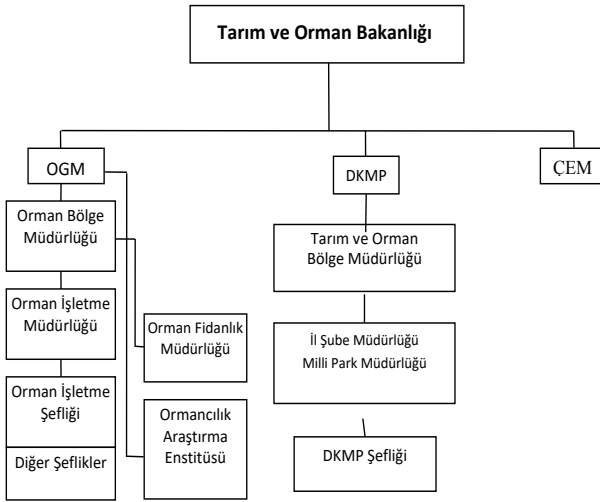 Tarım ve Orman Bakanlığı
OGM
DKMP
ÇEM
Orman Bölge
Müdürlüğü
Tarım ve Orman
Bölge Müdürlüğü
Orman İşletme
Müdürlüğü
Orman Fidanlık
Müdürlüğü
İl Şube Müdürlüğü
Milli Park Müdürlüğü
Orman İşletme
Şefliği
Ormancılık
Araştırma
Enstitüsü
Diğer Şeflikler
DKMP Şefliği